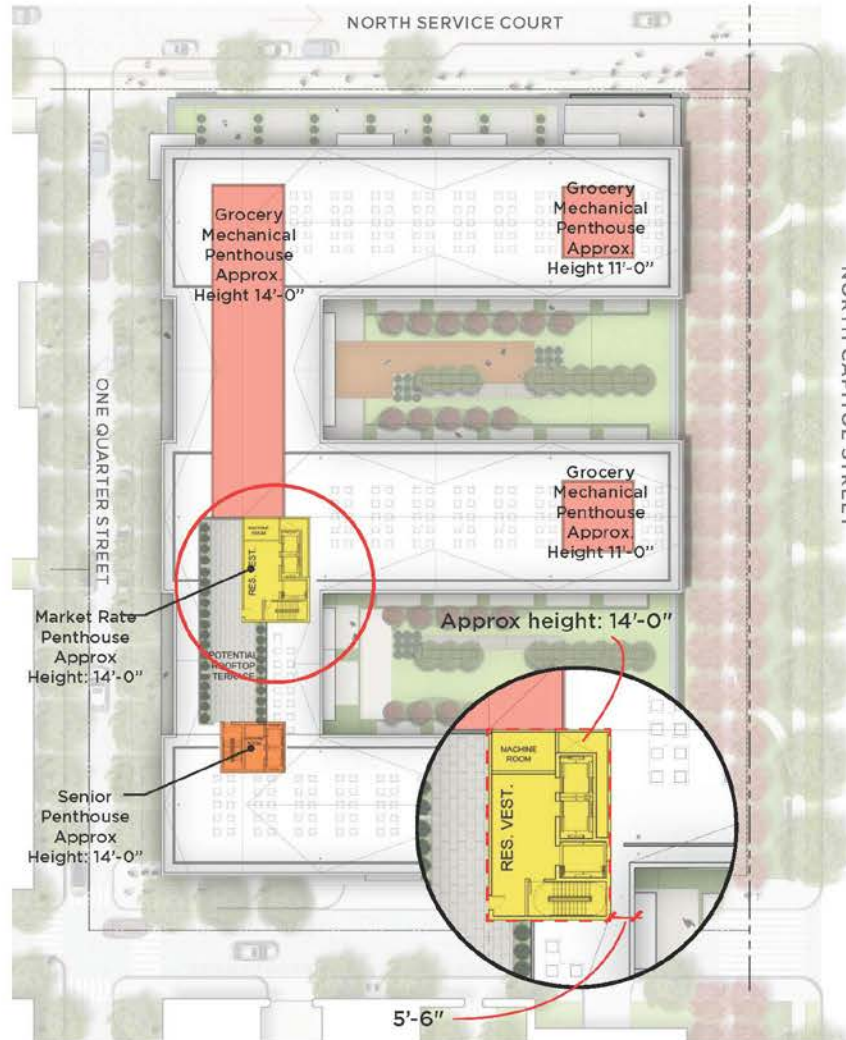 NORTH SERVICE COURT
Grocery
Mechanical
Penthouse
Approx.
Height 14'-0"
Grocery
Mechanical
Penthouse
Approx.
Height 11'-0"
NORTH CAPITOL STREET
ONE QUARTER STREET
Grocery
Mechanical
Penthouse
Approx.
Height 11'-0"
MACHINE
ROOM
RES. VEST.
Market Rate
Penthouse
Approx
Height: 14'-0"
POTENTIAL
ROOFTOP
TERRACE
Approx height: 14'-0"
Senior
Penthouse
Approx
Height: 14'-0"
MACHINE
ROOM
RES. VEST.
5'-6"